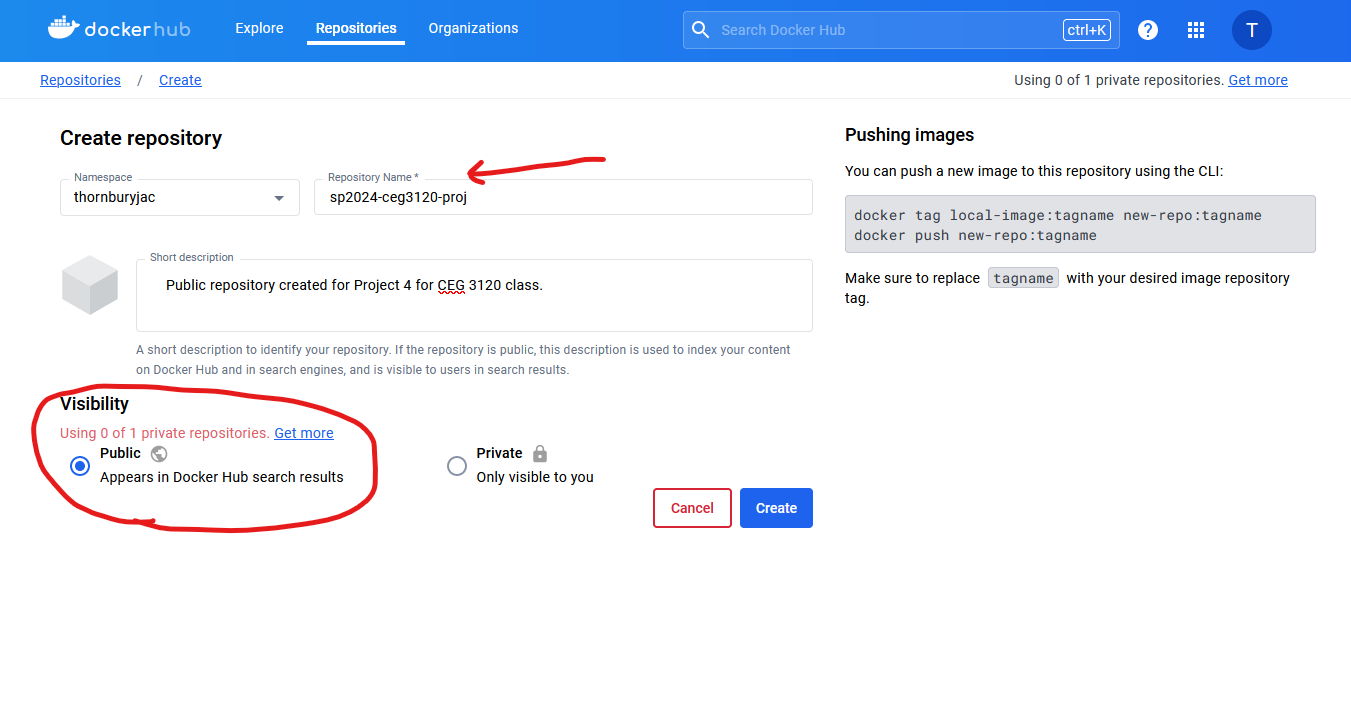 dockerhub
Explore
Repositories
Organizations
Search Docker Hub
ctrl+K
?
T
Repositories / Create
Using 0 of 1 private repositories. Get more
Create repository
Namespace
thornburyjac
Repository Name *
sp2024-ceg3120-proj
Short description
Public repository created for Project 4 for CEG 3120 class.
A short description to identify your repository. If the repository is public, this description is used to index your content
on Docker Hub and in search engines, and is visible to users in search results.
Visibility
Using 0 of 1 private repositories. Get more
Public
Appears in Docker Hub search results
Private
Only visible to you
Cancel
Create
Pushing images
You can push a new image to this repository using the CLI:
docker tag local-image:tagname new-repo:tagname
docker push new-repo:tagname
Make sure to replace tagname with your desired image repository
tag.